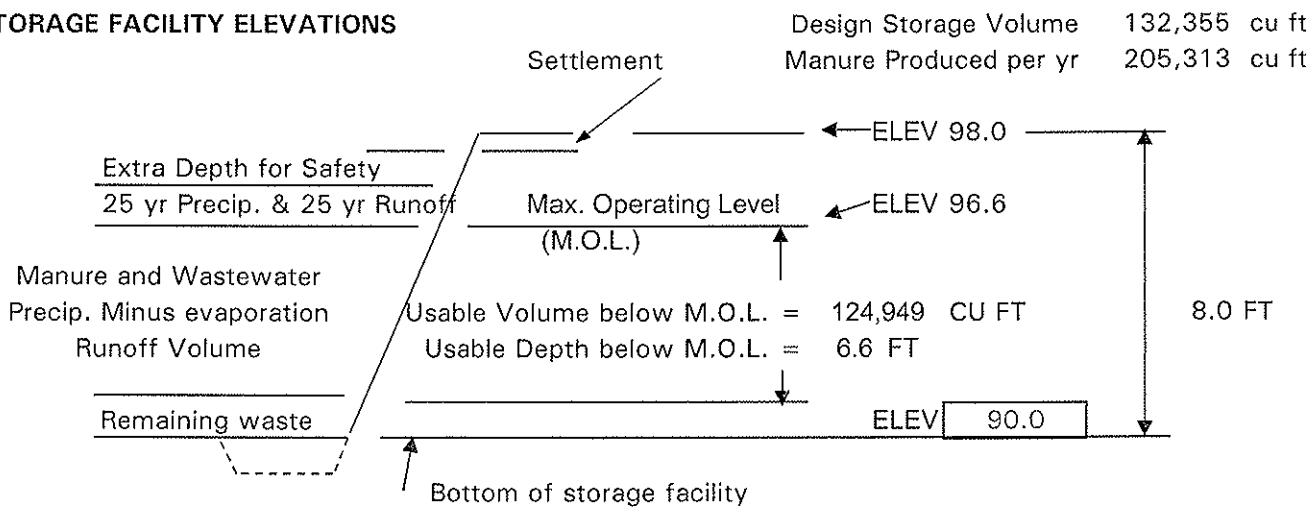 TORAGE FACILITY ELEVATIONS
Design Storage Volume 132,355 cu ft
Settlement
Manure Produced per yr 205,313 cu ft
ELEV 98.0
Extra Depth for Safety
25 yr Precip. & 25 yr Runoff
Max. Operating Level
ELEV 96.6
(M.O.L.)
Manure and Wastewater
Precip. Minus evaporation
Usable Volume below M.O.L. = 124,949 CU FT
8.0 FT
Runoff Volume
Usable Depth below M.O.L. = 6.6 FT
Remaining waste
ELEV 90.0
Bottom of storage facility